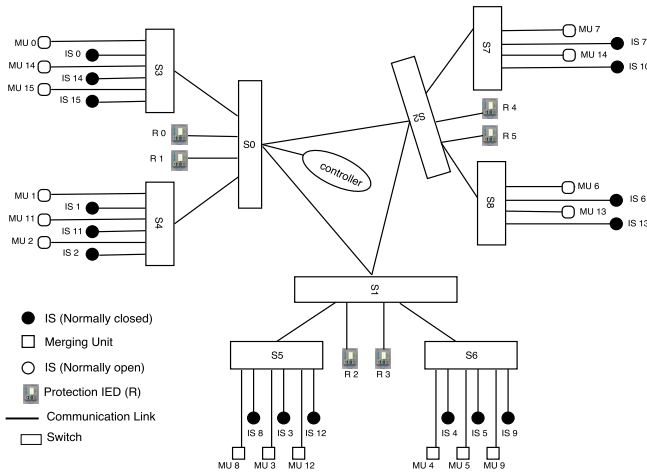 MU 0
IS 0
MU 14
IS 14
MU 15
IS 15
S3
R 0
R 1
S0
MU 1
IS 1
MU 11
IS 11
MU 2
IS 2
S4
controller
S2
S7
MU 7
IS 7
MU 14
IS 10
R 4
R 5
S8
MU 6
IS 6
MU 13
IS 13
S1
S5
R 2
R 3
S6
IS 8
IS 3
IS 12
MU 8
MU 3
MU 12
IS 4
IS 5
IS 9
MU 4
MU 5
MU 9
IS (Normally closed)
Merging Unit
IS (Normally open)
Protection IED (R)
Communication Link
Switch